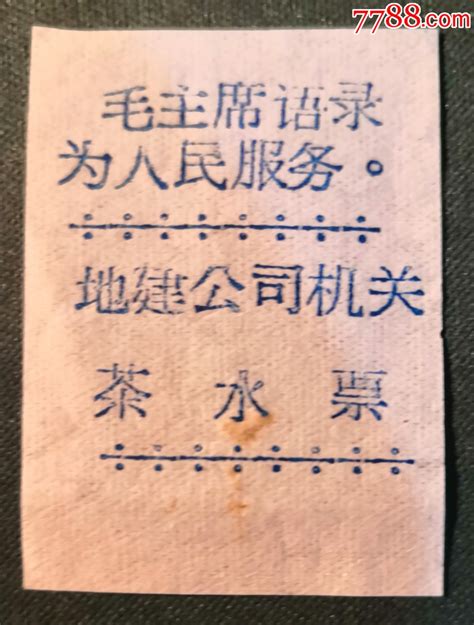 7788.com
毛主席语录
为人民服务。
地建公司机关
茶水票